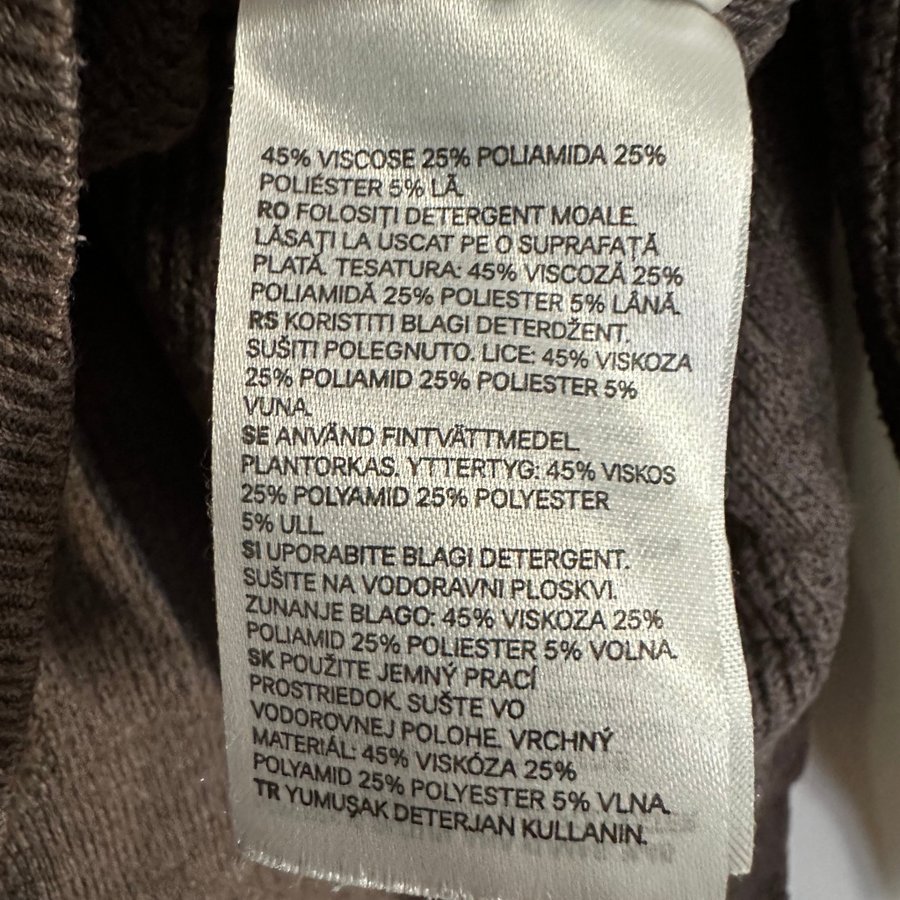 45% VISCOSE 25% POLIAMIDA 25%
POLIÉSTER 5% LÃ.
RO FOLOSIȚI DETERGENT MOALE.
LĂSAȚI LA USCAT PE O SUPRAFAȚĂ
PLATĂ. TESATURA: 45% VISCOZĂ 25%
POLIAMIDĂ 25% POLIESTER 5% LÂNĂ.
RS KORISTITI BLAGI DETERDŽENT.
SUŠITI POLEGNUTO. LICE: 45% VISKOZA
25% POLIAMID 25% POLIESTER 5%
VUNA.
SE ANVÄND FINTVÄTTMEDEL.
PLANTORKAS. YTTERTYG: 45% VISKOS
25% POLYAMID 25% POLYESTER
5% ULL.
SI UPORABITE BLAGI DETERGENT.
SUŠITE NA VODORAVNI PLOSKVI.
ZUNANJE BLAGO: 45% VISKOZA 25%
POLIAMID 25% POLIESTER 5% VOLNA.
SK POUŽITE JEMNÝ PRACÍ
PROSTRIEDOK. SUŠTE VO
VODOROVNEJ POLOHE. VRCHNÝ
MATERIÁL: 45% VISKÓZA 25%
POLYAMID 25% POLYESTER 5% VLNA.
TR YUMUŞAK DETERJAN KULLANIN.